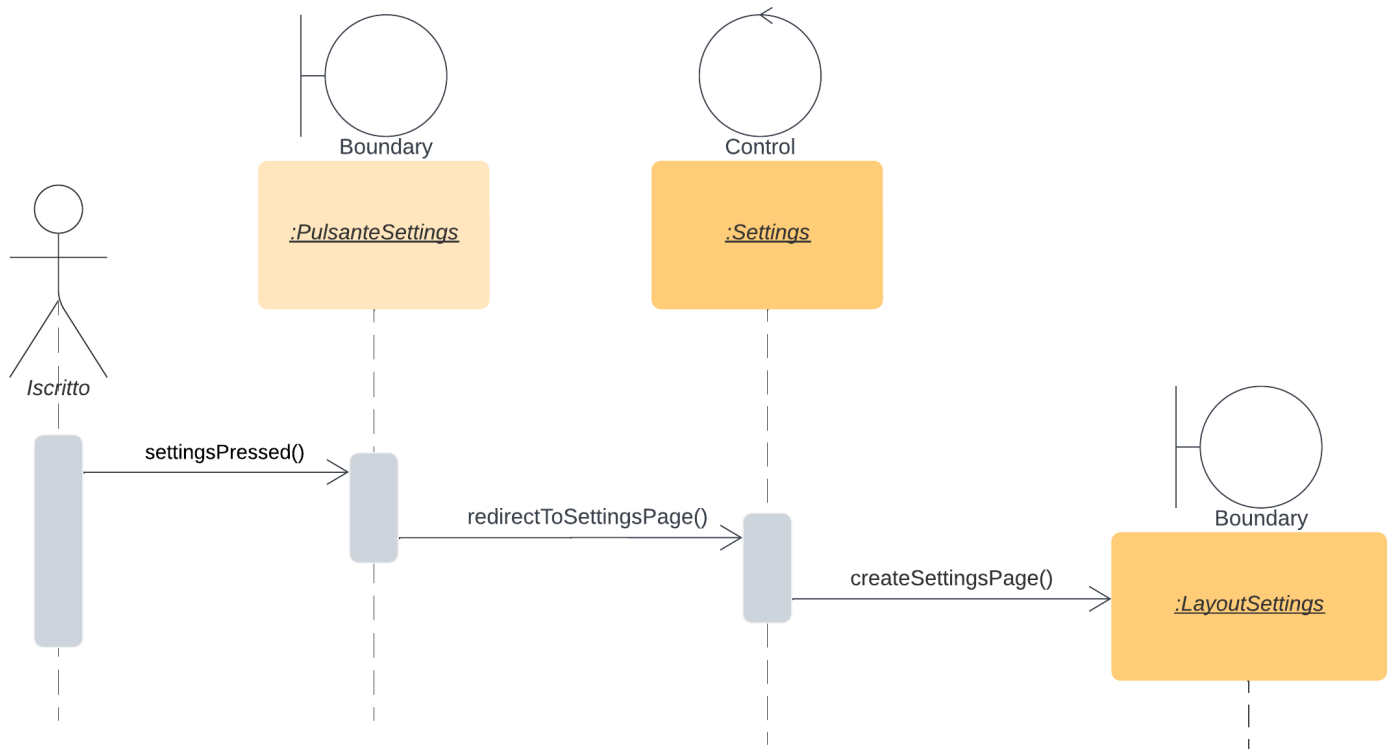 Boundary
Control
:PulsanteSettings
:Settings
Iscritto
settingsPressed()
redirectToSettingsPage()
Boundary
createSettingsPage()
:LayoutSettings